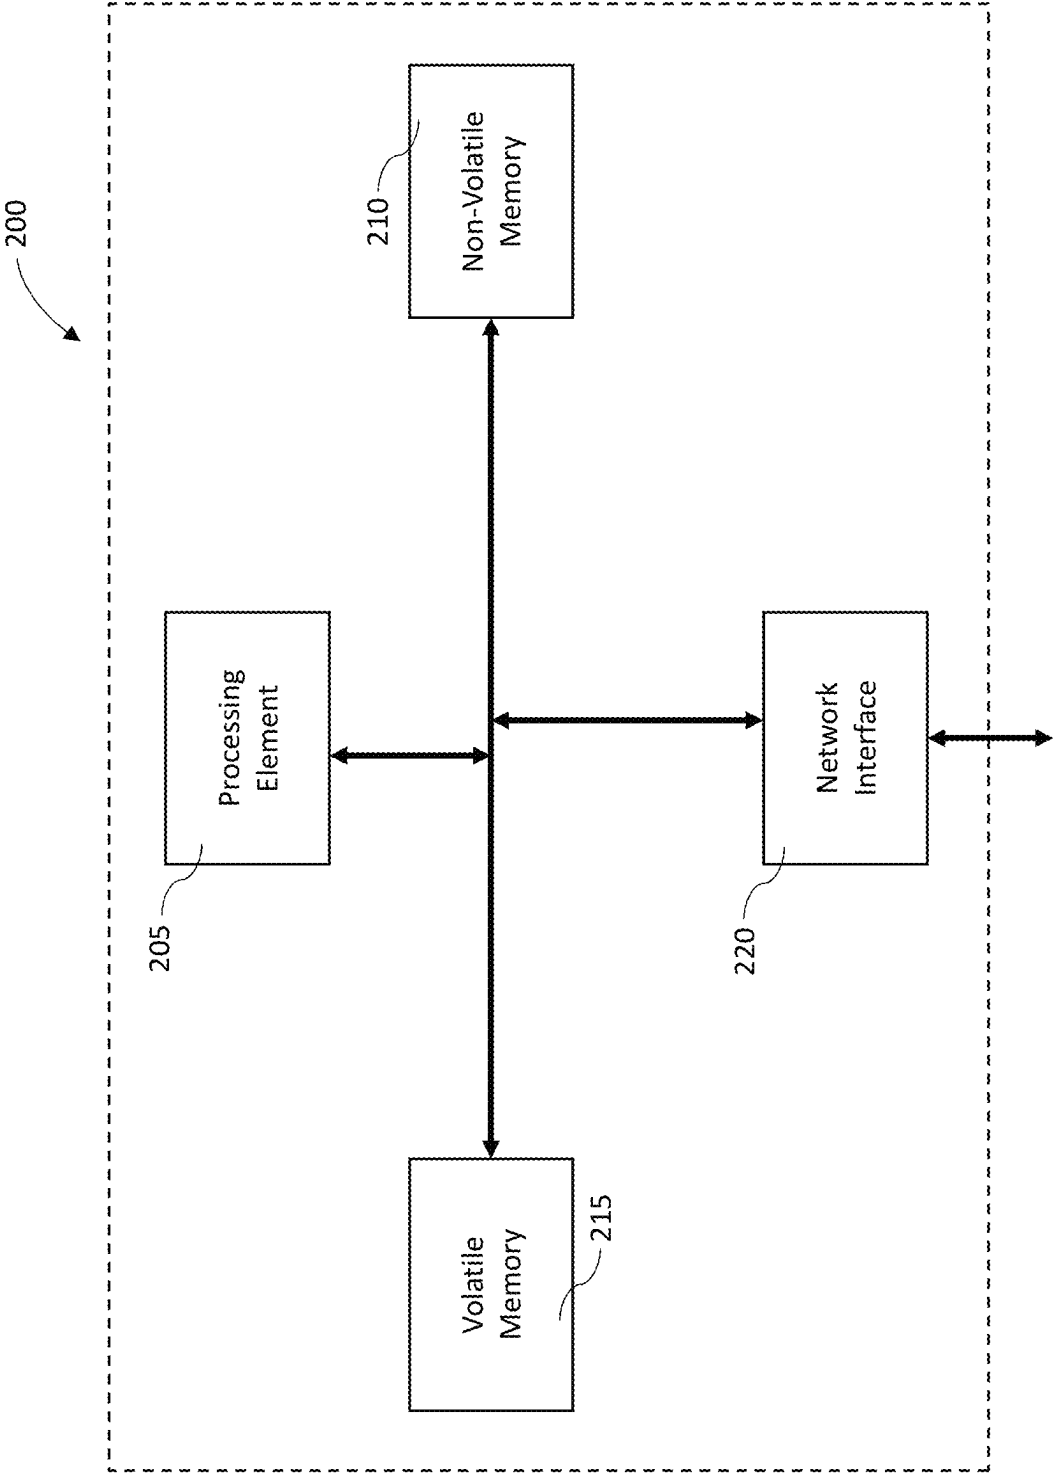 200
205
Processing
Element
215
Volatile
Memory
210
Non-Volatile
Memory
220
Network
Interface